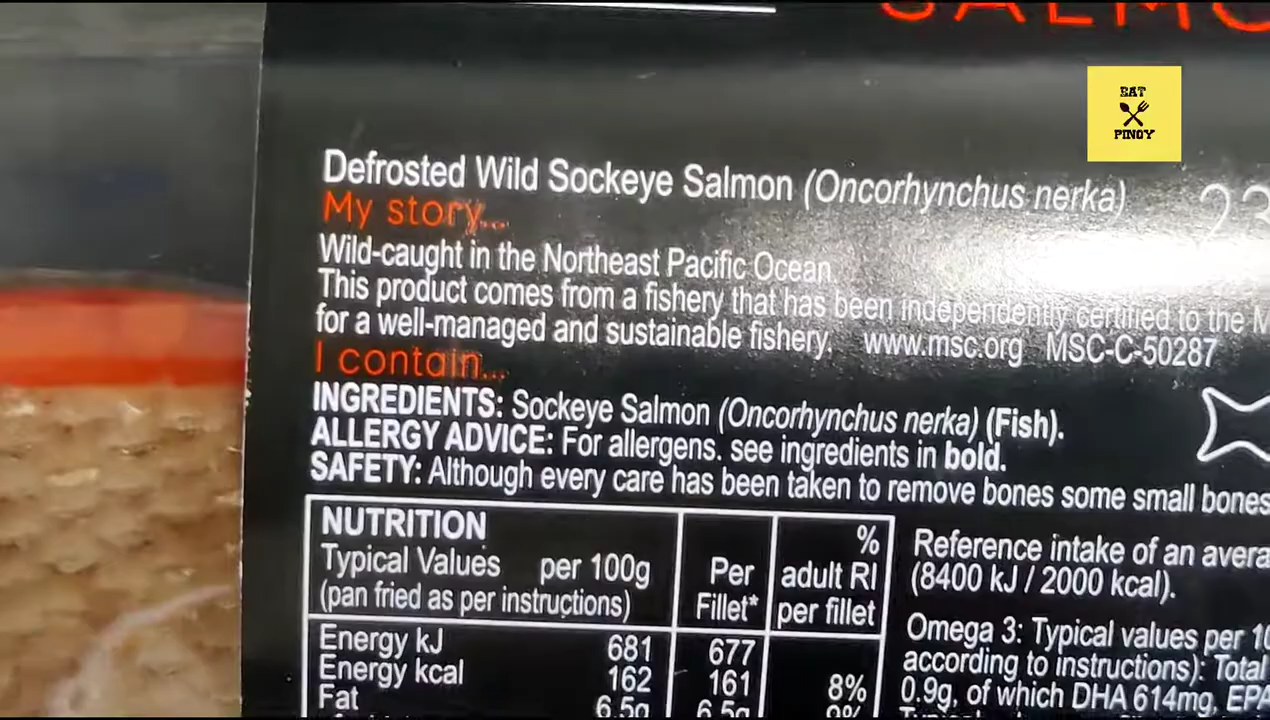 SALMO
EAT
PINOY
Defrosted Wild Sockeye Salmon (Oncorhynchus nerka)
23
My story...
Wild-caught in the Northeast Pacific Ocean
This product comes from a fishery that has been independently certified to the M
for a well-managed and sustainable fishery. www.msc.org MSC-C-50287
I contain...
INGREDIENTS: Sockeye Salmon (Oncorhynchus nerka) (Fish).
ALLERGY ADVICE: For allergens. see ingredients in bold.
SAFETY: Although every care has been taken to remove bones some small bones
NUTRITION
Typical Values per 100g Per % adult RI
(pan fried as per instructions) Fillet* per fillet
Energy kJ 681 677
Energy kcal 162 161 8%
Fat 6.5g 6.5g 9%
Reference intake of an avera
(8400 kJ / 2000 kcal).
Omega 3: Typical values per 10
according to instructions): Total
0.9g, of which DHA 614mg, EPA